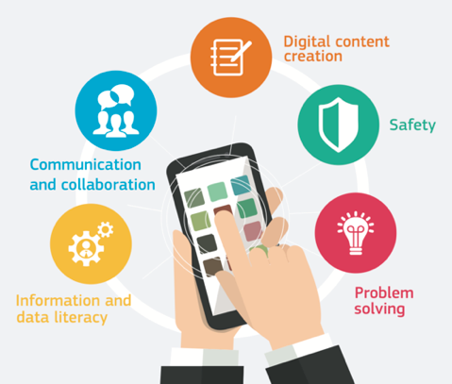 Digital content
creation
Safety
Communication
and collaboration
Information and
data literacy
Problem
solving